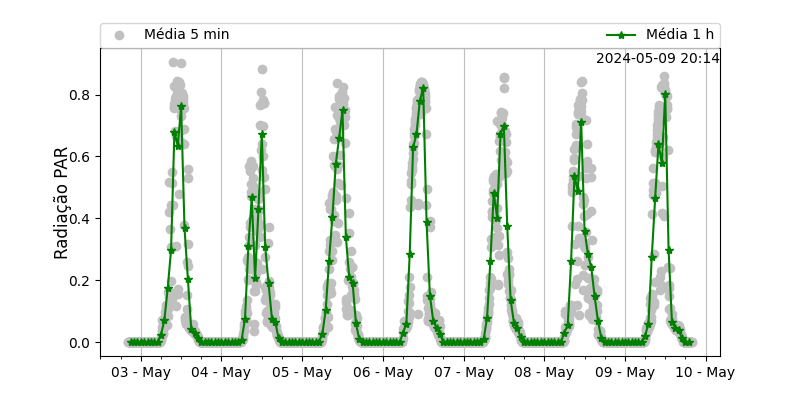 Média 5 min
Média 1 h
2024-05-09 20:14
Radiação PAR
0.8
0.6
0.4
0.2
0.0
03 - May
04 - May
05 - May
06 - May
07 - May
08 - May
09 - May
10 - May